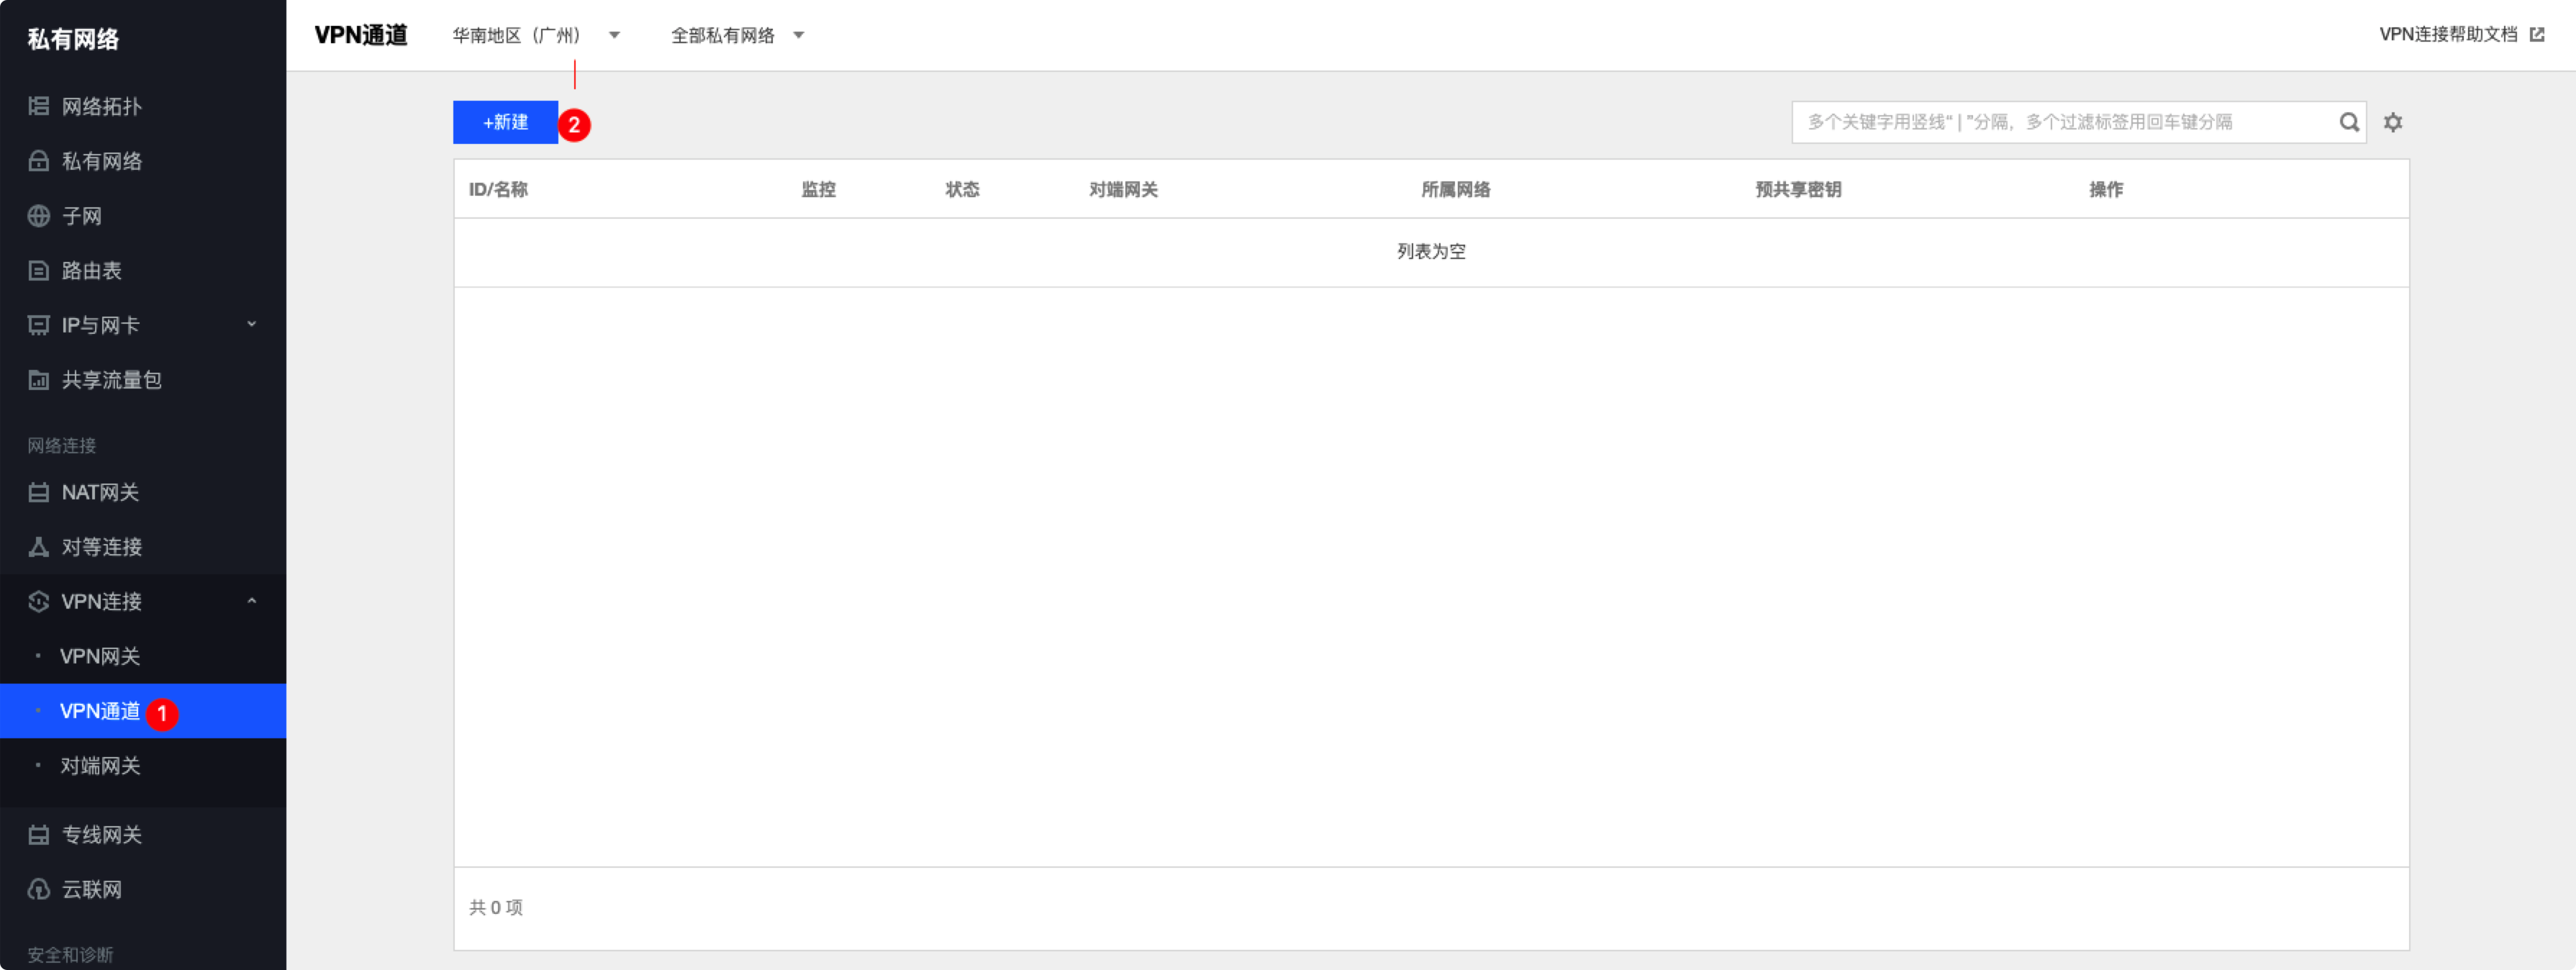 私有网络
网络拓扑
私有网络
子网
路由表
IP与网卡
共享流量包
网络连接
NAT网关
对等连接
VPN连接
VPN网关
VPN通道 1
对端网关
专线网关
云联网
安全和诊断
VPN通道 华南地区（广州） 全部私有网络 VPN连接帮助文档
+新建 2 多个关键字用竖线“ | ”分隔，多个过滤标签用回车键分隔
ID/名称 监控 状态 对端网关 所属网络 预共享密钥 操作
列表为空
共 0 项